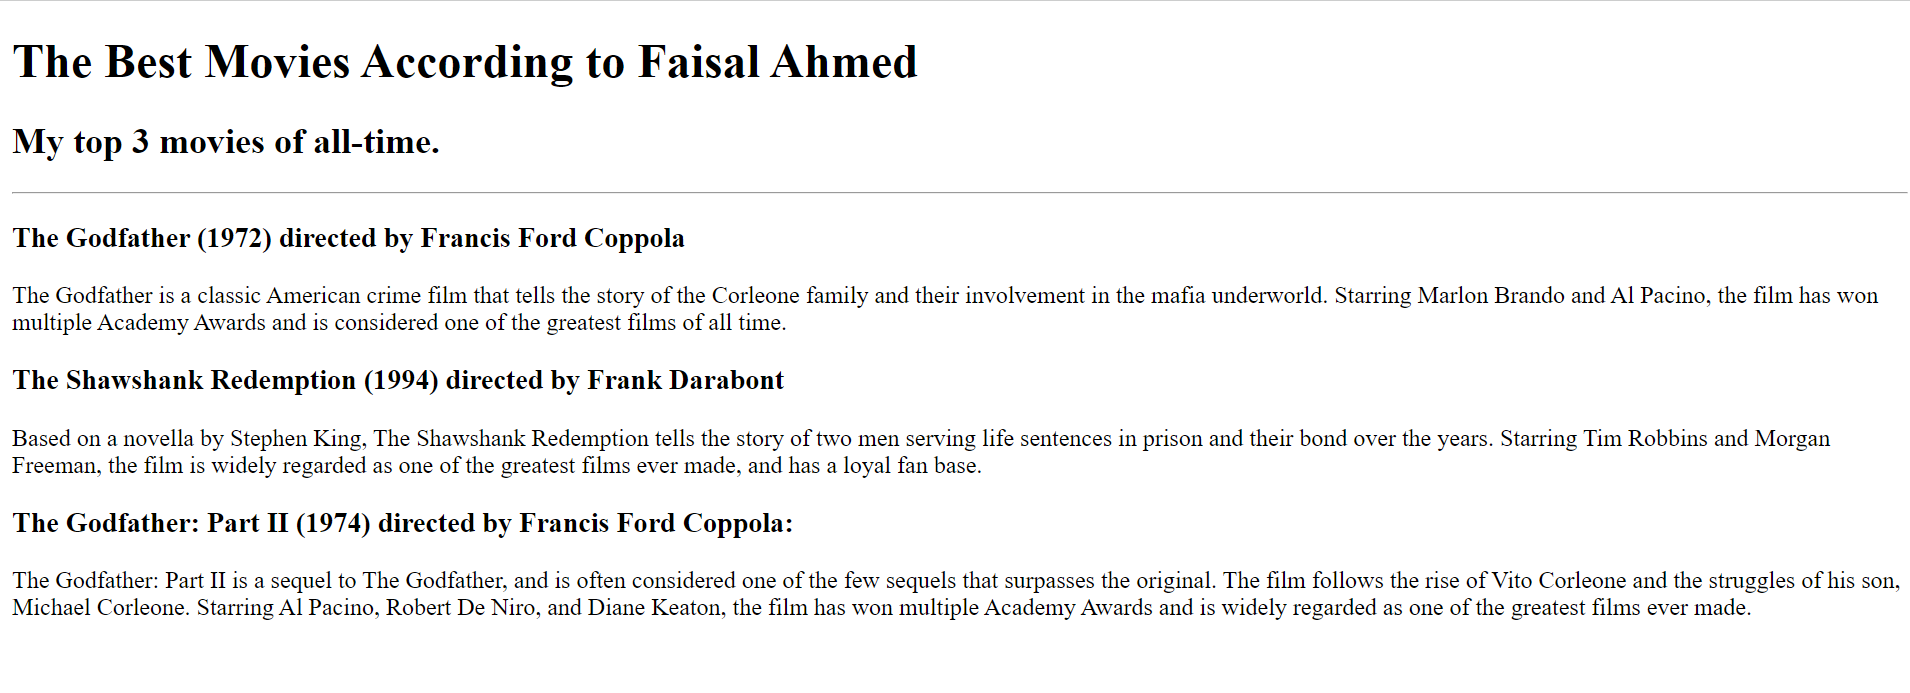 The Best Movies According to Faisal Ahmed
My top 3 movies of all-time.
The Godfather (1972) directed by Francis Ford Coppola
The Godfather is a classic American crime film that tells the story of the Corleone family and their involvement in the mafia underworld. Starring Marlon Brando and Al Pacino, the film has won
multiple Academy Awards and is considered one of the greatest films of all time.
The Shawshank Redemption (1994) directed by Frank Darabont
Based on a novella by Stephen King, The Shawshank Redemption tells the story of two men serving life sentences in prison and their bond over the years. Starring Tim Robbins and Morgan
Freeman, the film is widely regarded as one of the greatest films ever made, and has a loyal fan base.
The Godfather: Part II (1974) directed by Francis Ford Coppola:
The Godfather: Part II is a sequel to The Godfather, and is often considered one of the few sequels that surpasses the original. The film follows the rise of Vito Corleone and the struggles of his son,
Michael Corleone. Starring Al Pacino, Robert De Niro, and Diane Keaton, the film has won multiple Academy Awards and is widely regarded as one of the greatest films ever made.